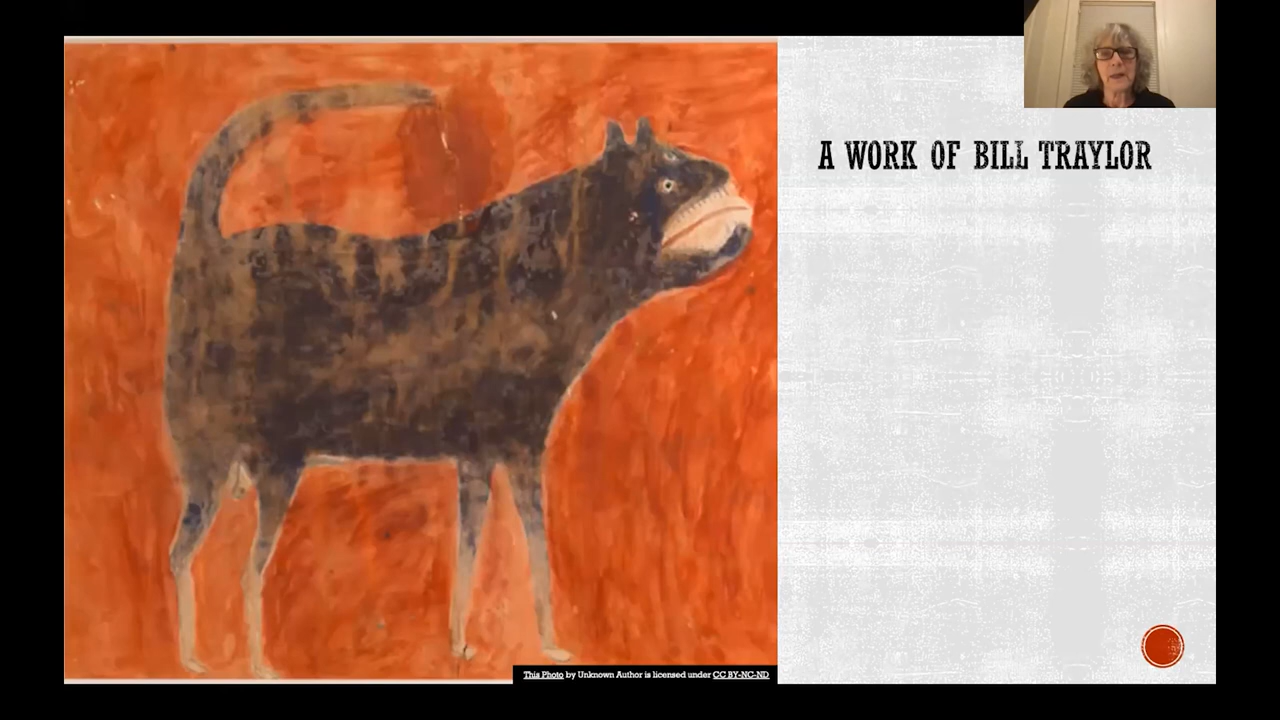 A WORK OF BILL TRAYLOR
This Photo by Unknown Author is licensed under CC BY-NC-ND